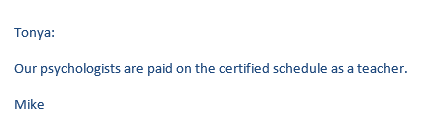 Tonya:
Our psychologists are paid on the certified schedule as a teacher.
Mike